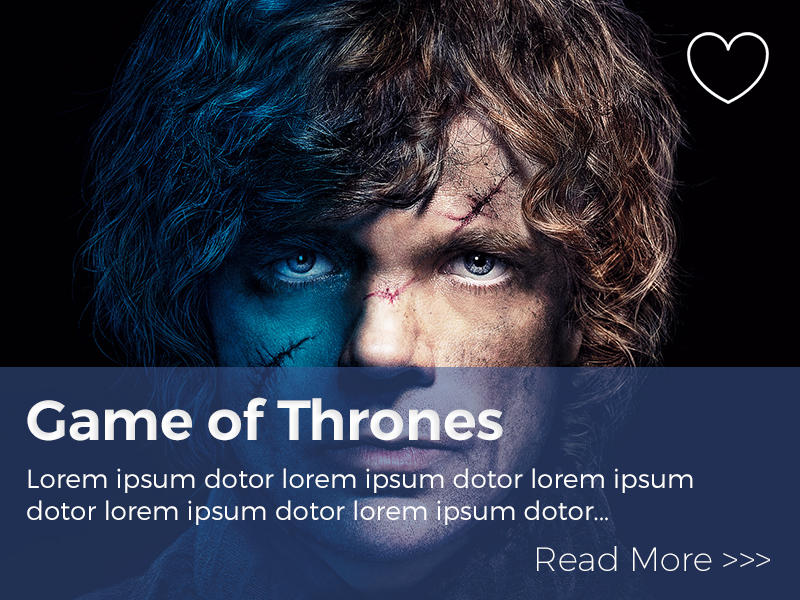 Game of Thrones
Lorem ipsum dotor lorem ipsum dotor lorem ipsum
dotor lorem ipsum dotor lorem ipsum dotor...
Read More >>>